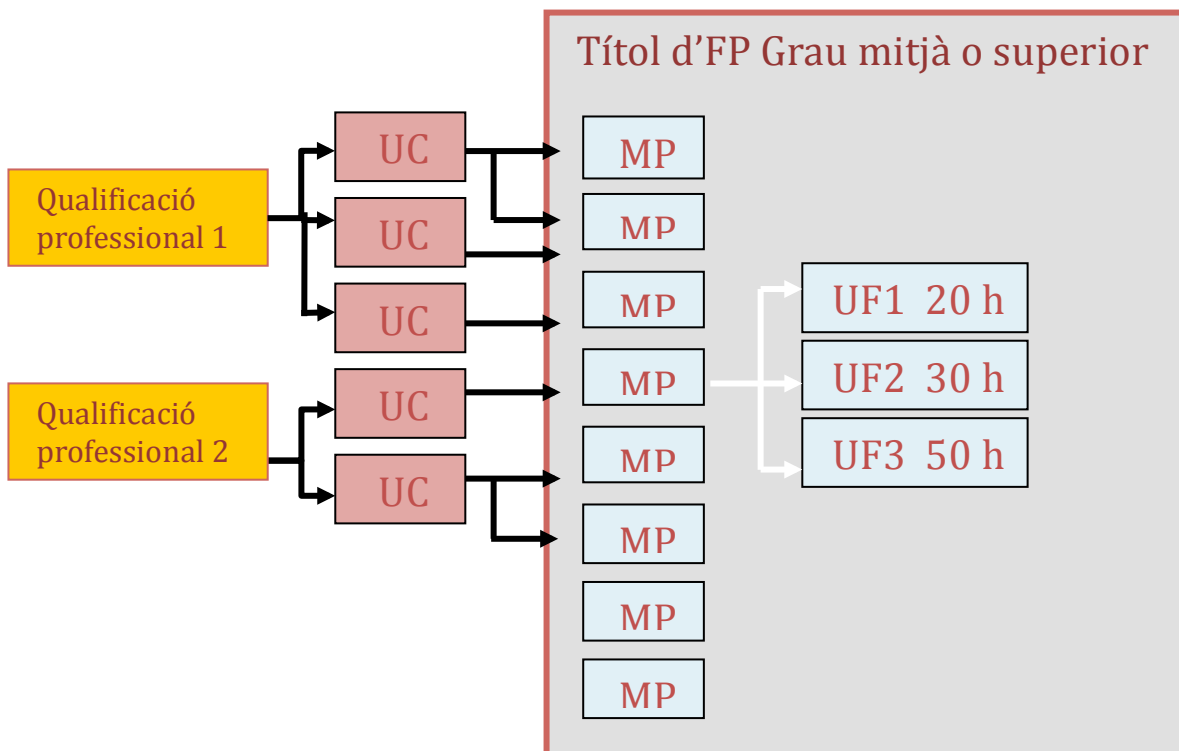 Títol d’FP Grau mitjà o superior
Qualificació
professional 1
Qualificació
professional 2
UC
UC
UC
UC
UC
MP
MP
MP
MP
MP
MP
MP
MP
UF1 20 h
UF2 30 h
UF3 50 h